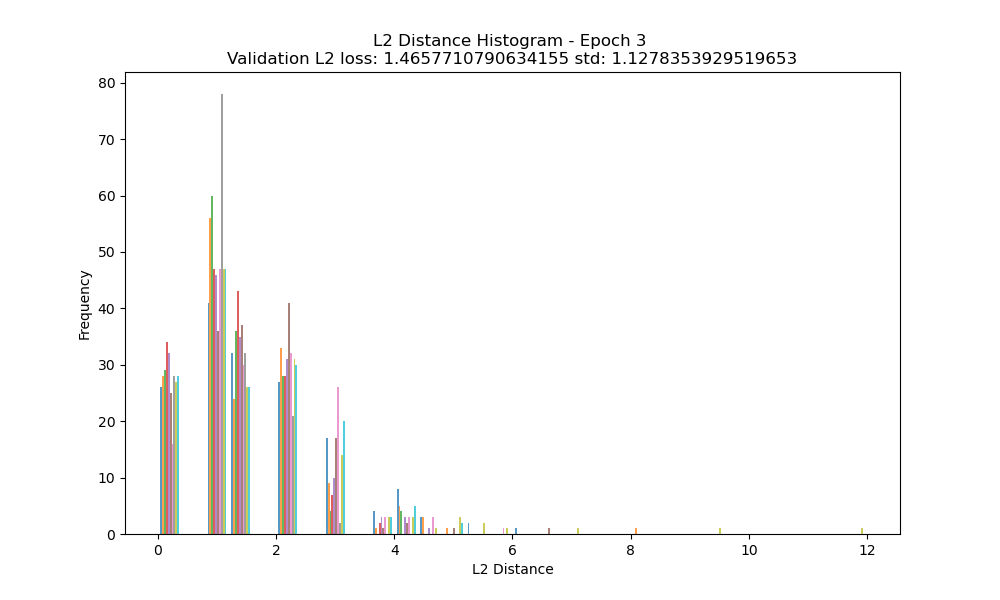 L2 Distance Histogram - Epoch 3
Validation L2 loss: 1.4657710790634155 std: 1.1278353929519653
80
70
60
50
40
30
20
10
0
Frequency
0 2 4 6 8 10 12
L2 Distance